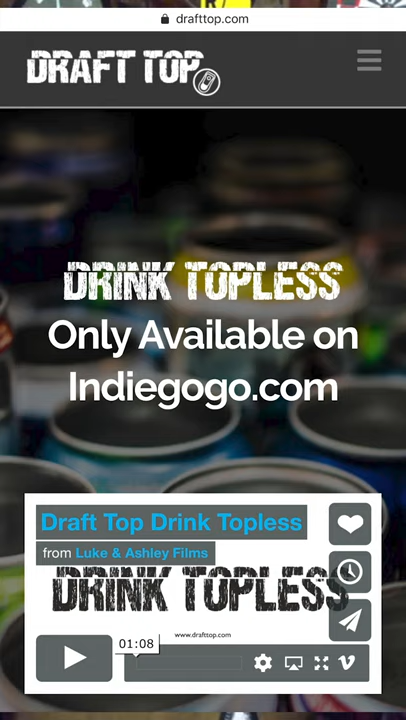 drafttop.com
DRAFT TOP
DRINK TOPLESS
Only Available on
Indiegogo.com
Draft Top Drink Topless
from Luke & Ashley Films
DRINK TOPLESS
www.drafttop.com
01:08